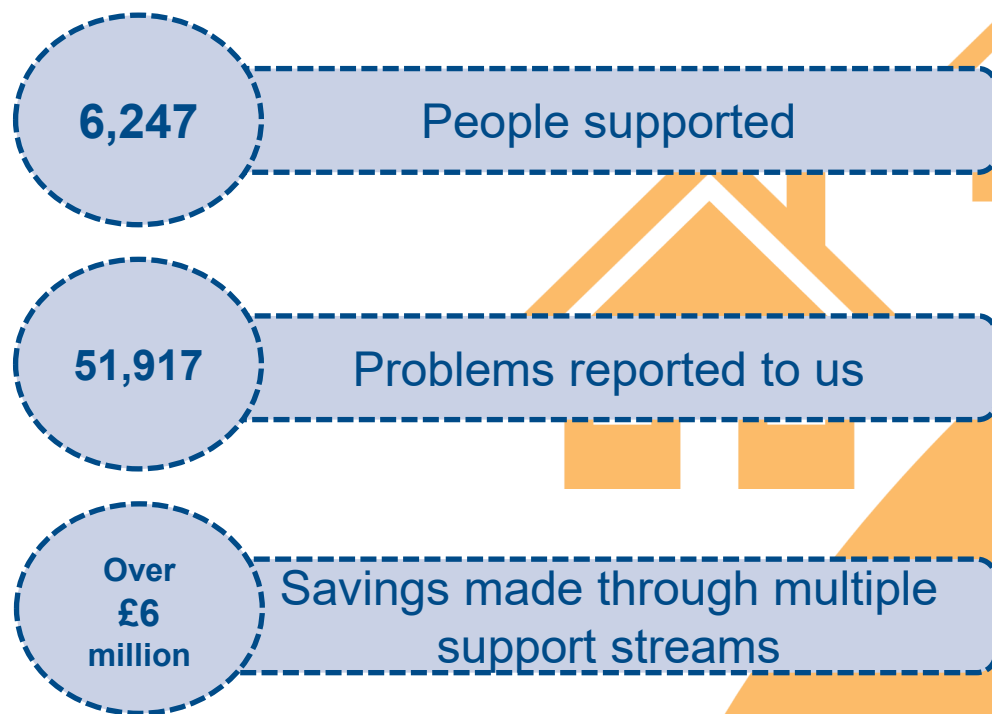 6,247
People supported
51,917
Problems reported to us
Over
£6
million
Savings made through multiple
support streams